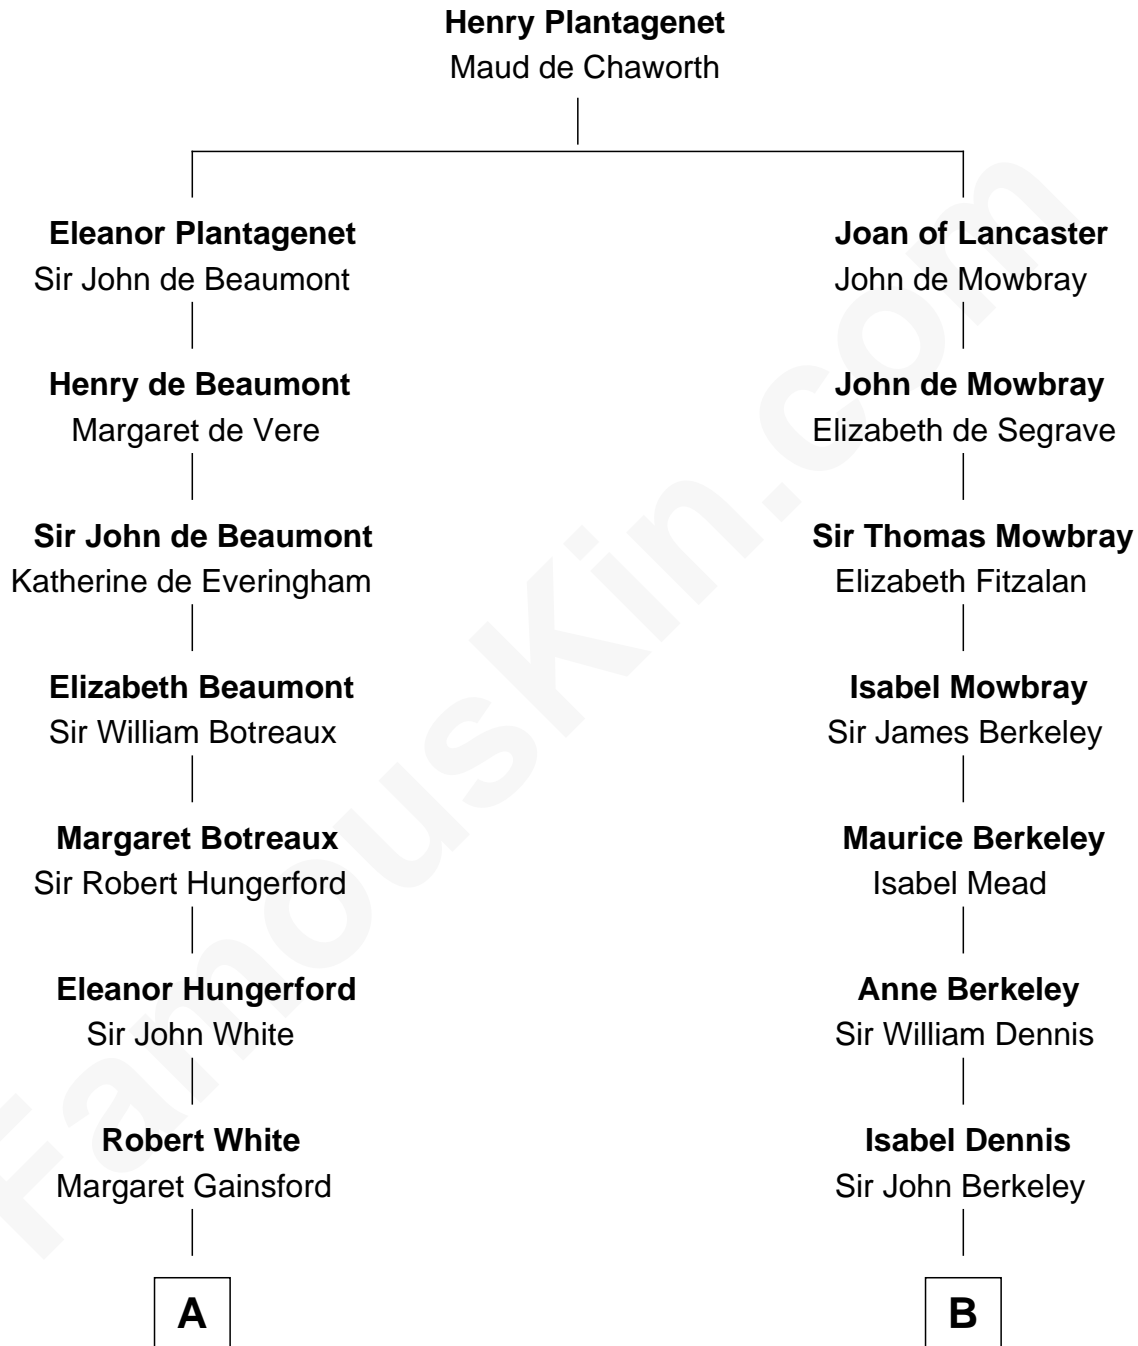 Henry Plantagenet
Maud de Chaworth
Eleanor Plantagenet
Sir John de Beaumont
Joan of Lancaster
John de Mowbray
Henry de Beaumont
Margaret de Vere
John de Mowbray
Elizabeth de Segrave
Sir John de Beaumont
Katherine de Everingham
Sir Thomas Mowbray
Elizabeth Fitzalan
Elizabeth Beaumont
Sir William Botreaux
Isabel Mowbray
Sir James Berkeley
Margaret Botreaux
Sir Robert Hungerford
Maurice Berkeley
Isabel Mead
Eleanor Hungerford
Sir John White
Anne Berkeley
Sir William Dennis
Robert White
Margaret Gainsford
Isabel Dennis
Sir John Berkeley
A
B
FamousKin.com